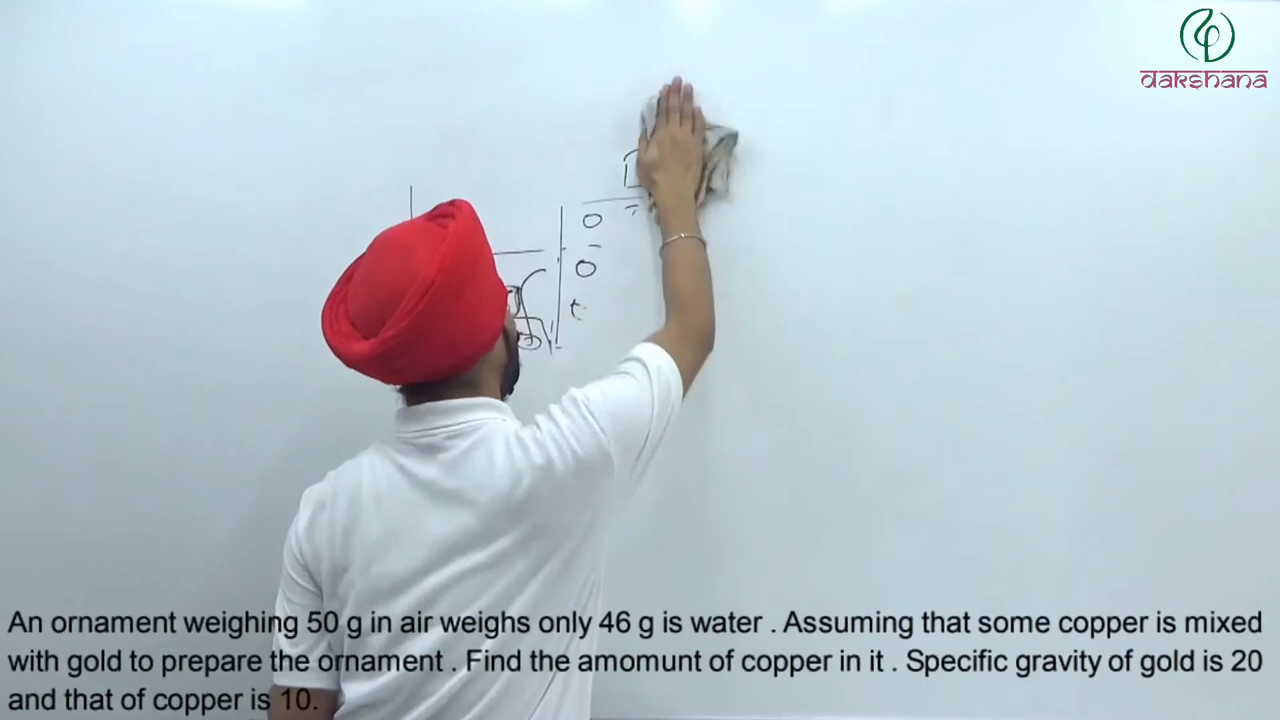 dakshana
An ornament weighing 50 g in air weighs only 46 g is water . Assuming that some copper is mixed
with gold to prepare the ornament . Find the amomunt of copper in it . Specific gravity of gold is 20
and that of copper is 10.